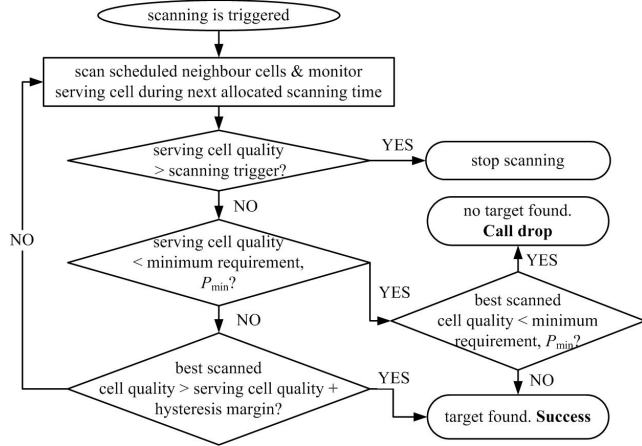 scanning is triggered
scan scheduled neighbour cells & monitor
serving cell during next allocated scanning time
serving cell quality
> scanning trigger?
YES
stop scanning
NO
no target found.
Call drop
NO
serving cell quality
< minimum requirement,
Pmin?
YES
YES
best scanned
cell quality < minimum
requirement, Pmin?
NO
best scanned
cell quality > serving cell quality +
hysteresis margin?
YES
NO
target found. Success